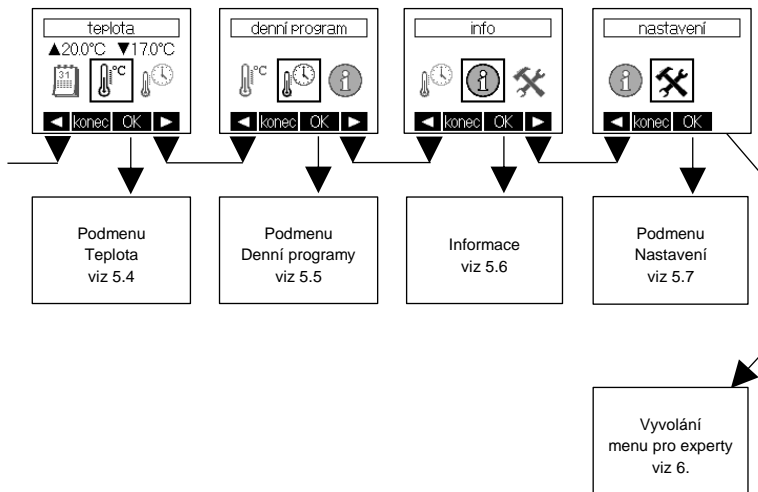 teplota
▲20.0°C ▼17.0°C
31
°C
◄ konec OK ►
denní program
°C
i
◄ konec OK ►
info
i
◄ konec OK ►
nastavení
i
◄ konec OK
Podmenu
Teplota
viz 5.4
Podmenu
Denní programy
viz 5.5
Informace
viz 5.6
Podmenu
Nastavení
viz 5.7
Vyvolání
menu pro experty
viz 6.